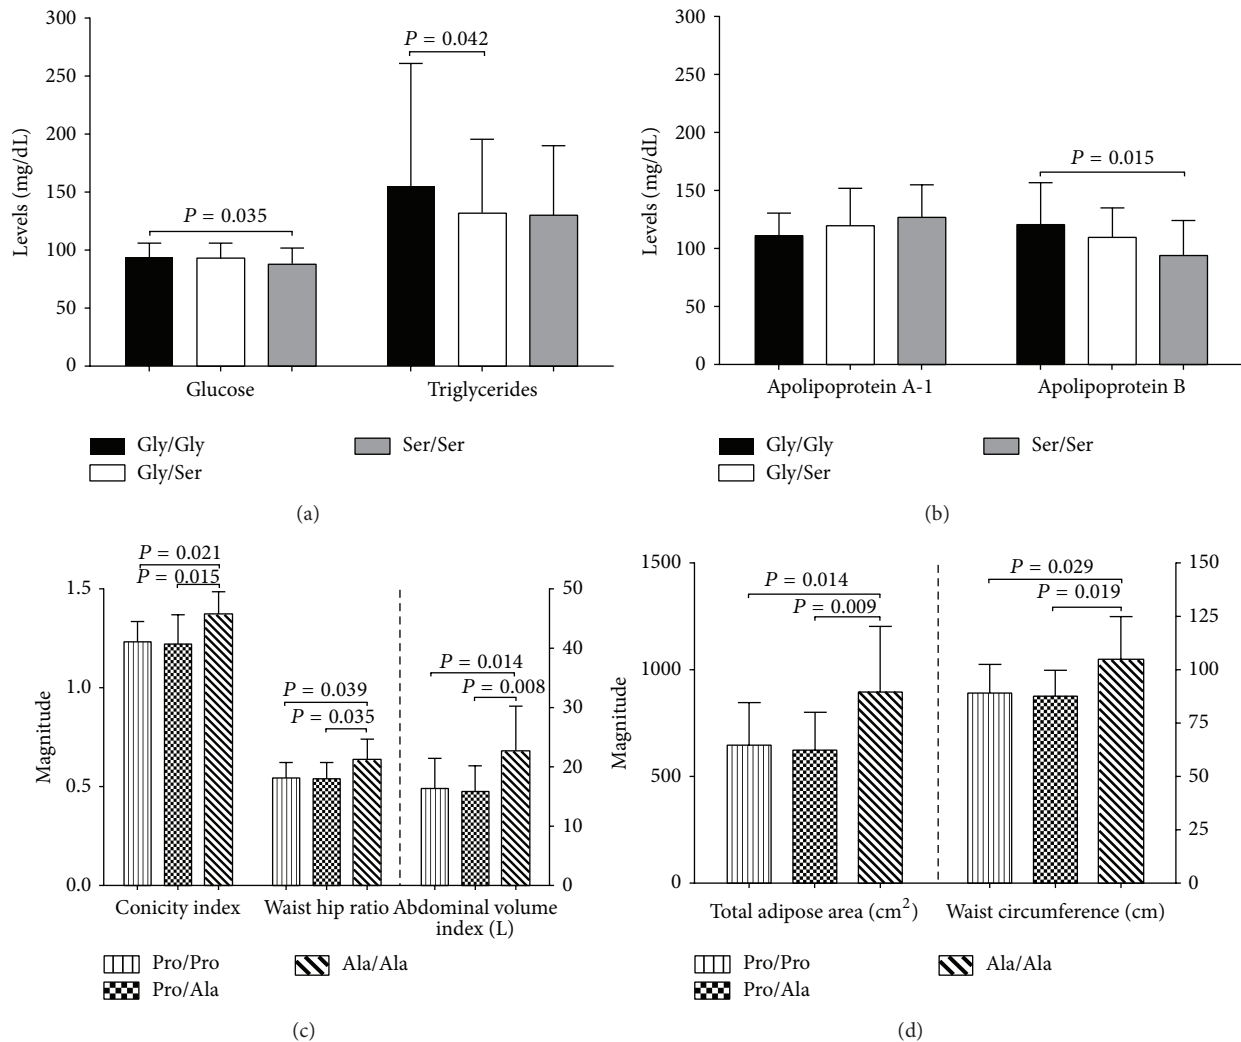 300
250
200
150
100
50
0
Levels (mg/dL)
P = 0.042
P = 0.035
Glucose
Triglycerides
Gly/Gly
Gly/Ser
Ser/Ser
(a)
300
250
200
150
100
50
0
Levels (mg/dL)
P = 0.015
Apolipoprotein A-1
Apolipoprotein B
Gly/Gly
Gly/Ser
Ser/Ser
(b)
1.5
1.0
0.5
0.0
Magnitude
P = 0.021
P = 0.015
P = 0.039
P = 0.035
P = 0.014
P = 0.008
50
40
30
20
10
0
Conicity index
Waist hip ratio
Abdominal volume
index (L)
Pro/Pro
Pro/Ala
Ala/Ala
(c)
1500
1000
500
0
Magnitude
P = 0.014
P = 0.009
P = 0.029
P = 0.019
150
125
100
75
50
25
0
Total adipose area (cm²)
Waist circumference (cm)
Pro/Pro
Pro/Ala
Ala/Ala
(d)